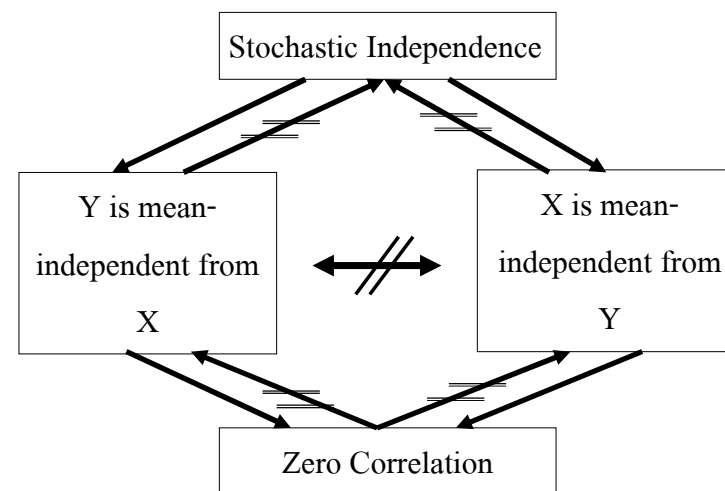 Stochastic Independence
Y is mean-
independent from
X
X is mean-
independent from
Y
Zero Correlation